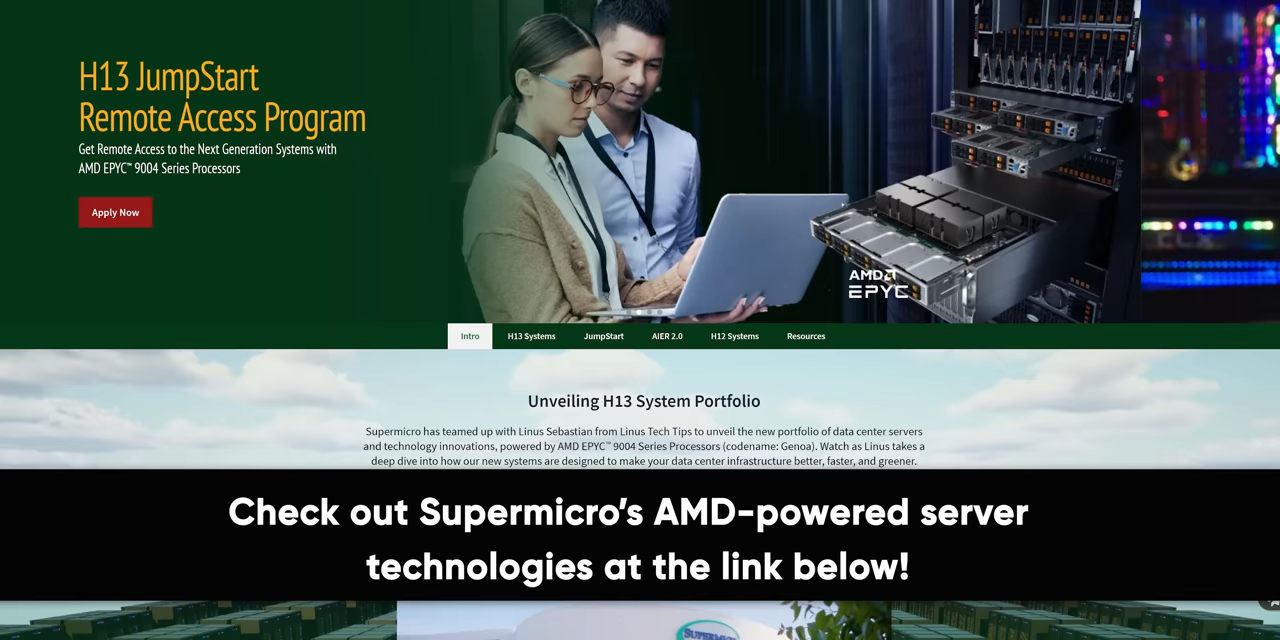 H13 JumpStart
Remote Access Program
Get Remote Access to the Next Generation Systems with
AMD EPYC™ 9004 Series Processors
Apply Now
AMD
EPYC
Intro
H13 Systems
JumpStart
AIER 2.0
H12 Systems
Resources
Unveiling H13 System Portfolio
Supermicro has teamed up with Linus Sebastian from Linus Tech Tips to unveil the new portfolio of data center servers
and technology innovations, powered by AMD EPYC™ 9004 Series Processors (codename: Genoa). Watch as Linus takes a
deep dive into how our new systems are designed to make your data center infrastructure better, faster, and greener.
Check out Supermicro’s AMD-powered server
technologies at the link below!